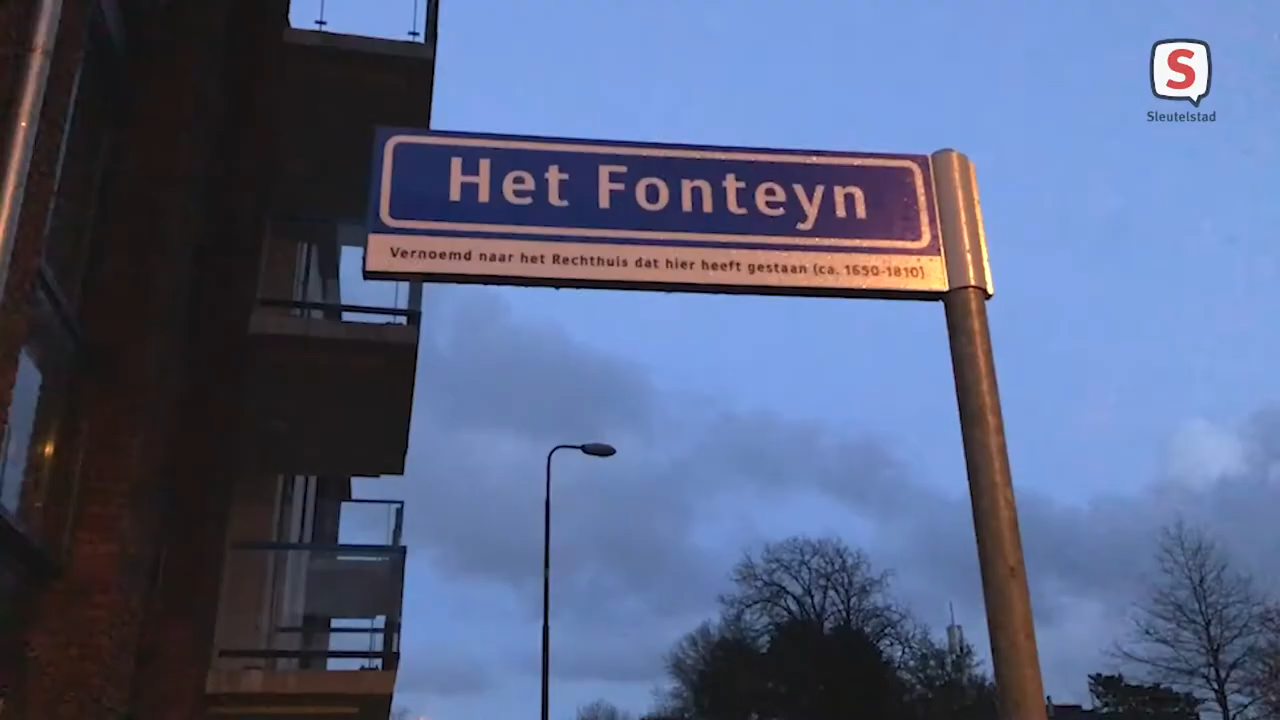 S
Sleutelstad
Het Fonteyn
Vernoemd naar het Rechthuis dat hier heeft gestaan (ca. 1650-1810)